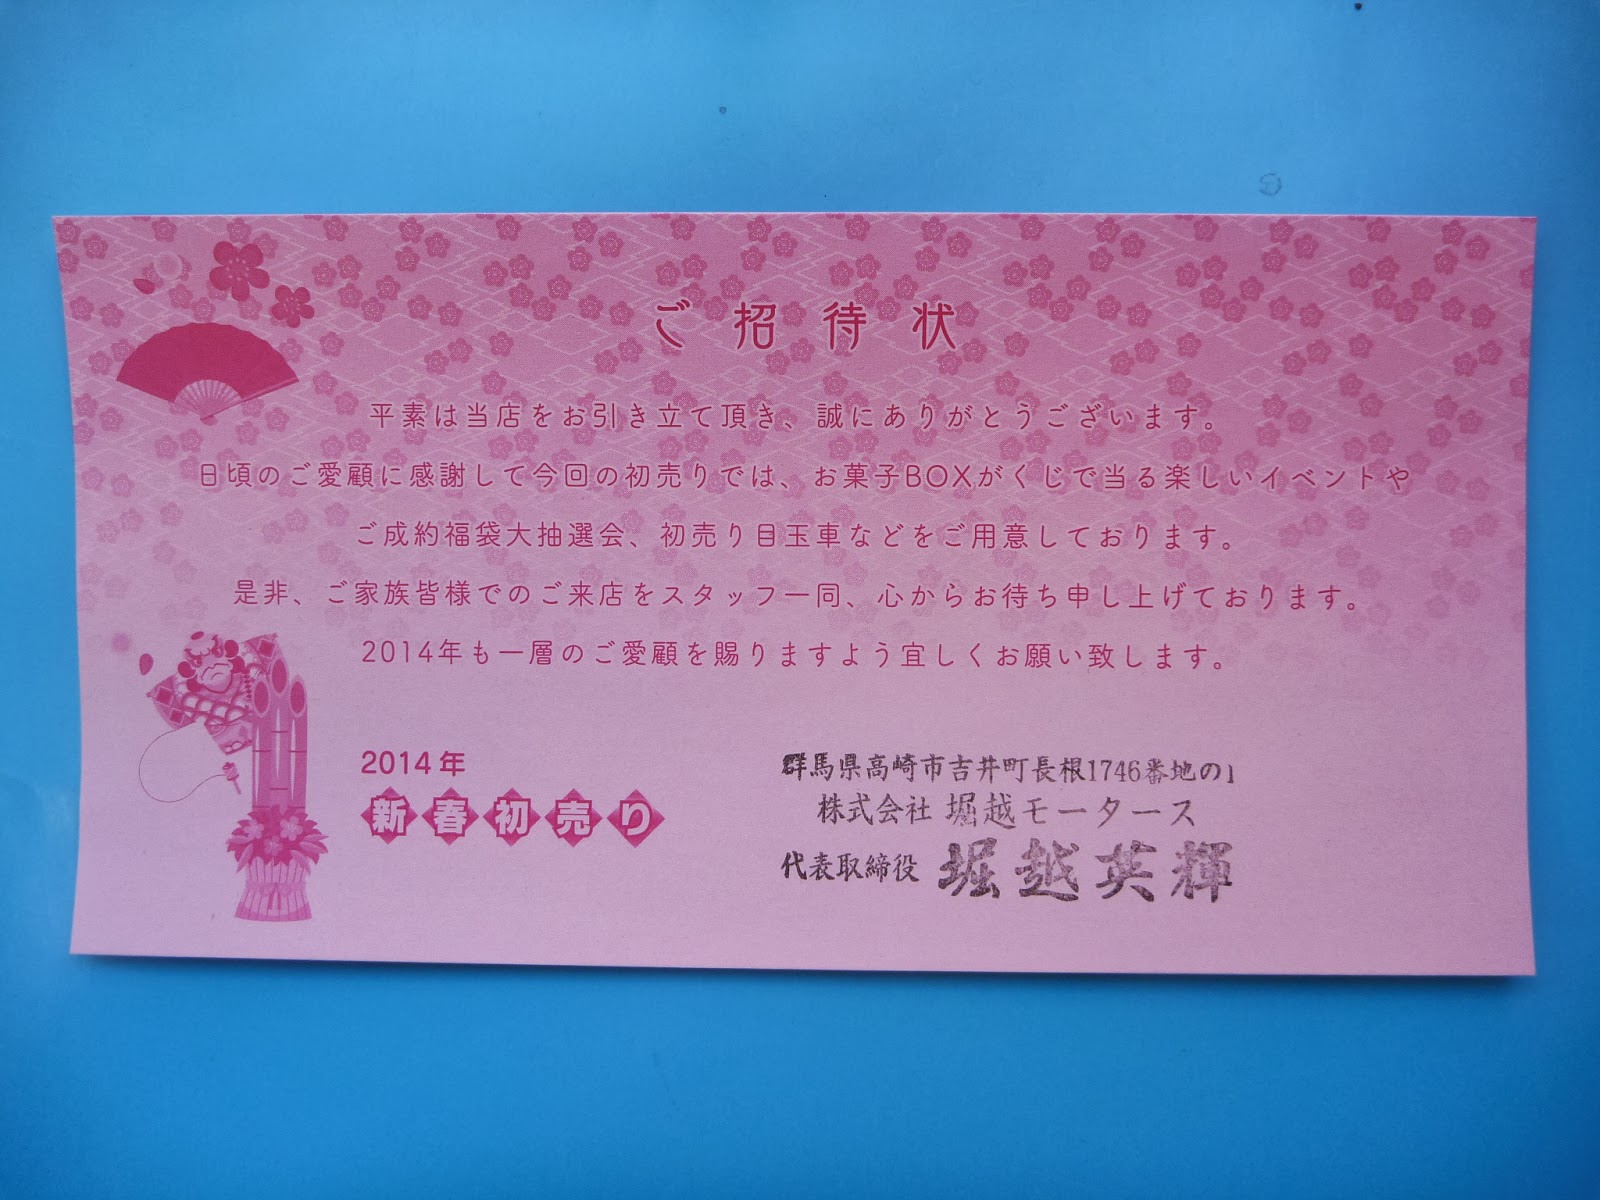 ご招待状
平素は当店をお引き立て頂き、誠にありがとうございます。
日頃のご愛顧に感謝して今回の初売りでは、お菓子BOXがくじで当る楽しいイベントや
ご成約福袋大抽選会、初売り目玉車などをご用意しております。
是非、ご家族皆様でのご来店をスタッフ一同、心からお待ち申し上げております。
2014年も一層のご愛顧を賜りますよう宜しくお願い致します。
2014年
新春初売り
群馬県高崎市吉井町長根1746番地の1
株式会社 堀越モータース
代表取締役 堀越英輝